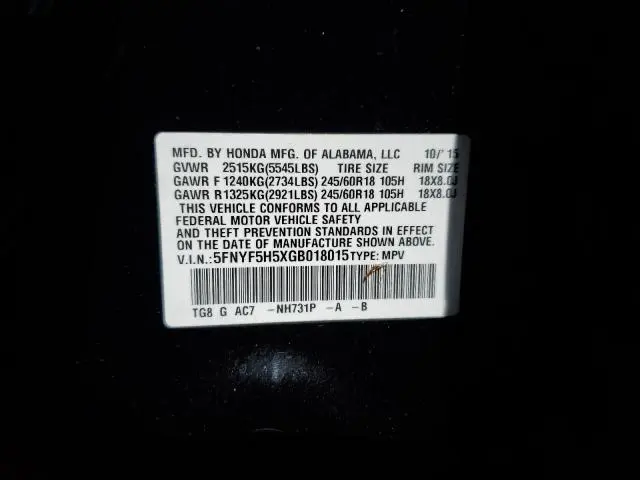 MFD. BY HONDA MFG. OF ALABAMA, LLC 10/'15
GVWR 2515KG(5545LBS) TIRE SIZE RIM SIZE
GAWR F 1240KG(2734LBS) 245/60R18 105H 18X8.0J
GAWR R 1325KG(2921LBS) 245/60R18 105H 18X8.0J
THIS VEHICLE CONFORMS TO ALL APPLICABLE
FEDERAL MOTOR VEHICLE SAFETY
AND THEFT PREVENTION STANDARDS IN EFFECT
ON THE DATE OF MANUFACTURE SHOWN ABOVE.
V.I.N.: 5FNYF5H5XGB018015 TYPE: MPV
TG8 G AC7 -NH731P -A -B